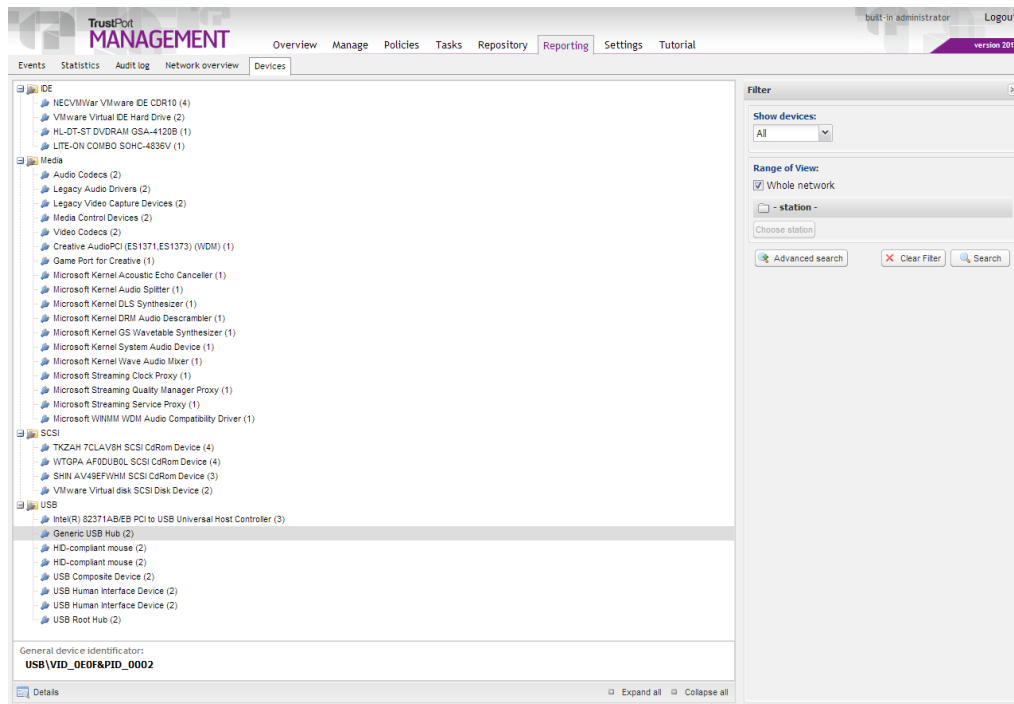 TrustPort
MANAGEMENT
built-in administrator Logout
Overview Manage Policies Tasks Repository Reporting Settings Tutorial
version 201
Events Statistics Audit log Network overview Devices
IDE
NECVMWar VMware IDE CDR10 (4)
VMware Virtual IDE Hard Drive (2)
HL-DT-ST DVDRAM GSA-4120B (1)
LITE-ON COMBO SOHC-4836V (1)
Media
Audio Codecs (2)
Legacy Audio Drivers (2)
Legacy Video Capture Devices (2)
Media Control Devices (2)
Video Codecs (2)
Creative AudioPCI (ES1371,ES1373) (WDM) (1)
Game Port for Creative (1)
Microsoft Kernel Acoustic Echo Canceller (1)
Microsoft Kernel Audio Splitter (1)
Microsoft Kernel DLS Synthesizer (1)
Microsoft Kernel DRM Audio Descrambler (1)
Microsoft Kernel GS Wavetable Synthesizer (1)
Microsoft Kernel System Audio Device (1)
Microsoft Kernel Wave Audio Mixer (1)
Microsoft Streaming Clock Proxy (1)
Microsoft Streaming Quality Manager Proxy (1)
Microsoft Streaming Service Proxy (1)
Microsoft WINMM WDM Audio Compatibility Driver (1)
SCSI
TKZAH 7CLAV8H SCSI CdRom Device (4)
WTGPA AF0DUB0L SCSI CdRom Device (4)
SHIN AV49EFWHM SCSI CdRom Device (3)
VMware Virtual disk SCSI Disk Device (2)
USB
Intel(R) 82371AB/EB PCI to USB Universal Host Controller (3)
Generic USB Hub (2)
HID-compliant mouse (2)
HID-compliant mouse (2)
USB Composite Device (2)
USB Human Interface Device (2)
USB Human Interface Device (2)
USB Root Hub (2)
General device identificator:
USB\VID_0E0F&PID_0002
Details Expand all Collapse all
Filter
Show devices:
All
Range of View:
Whole network
- station -
Choose station
Advanced search Clear Filter Search